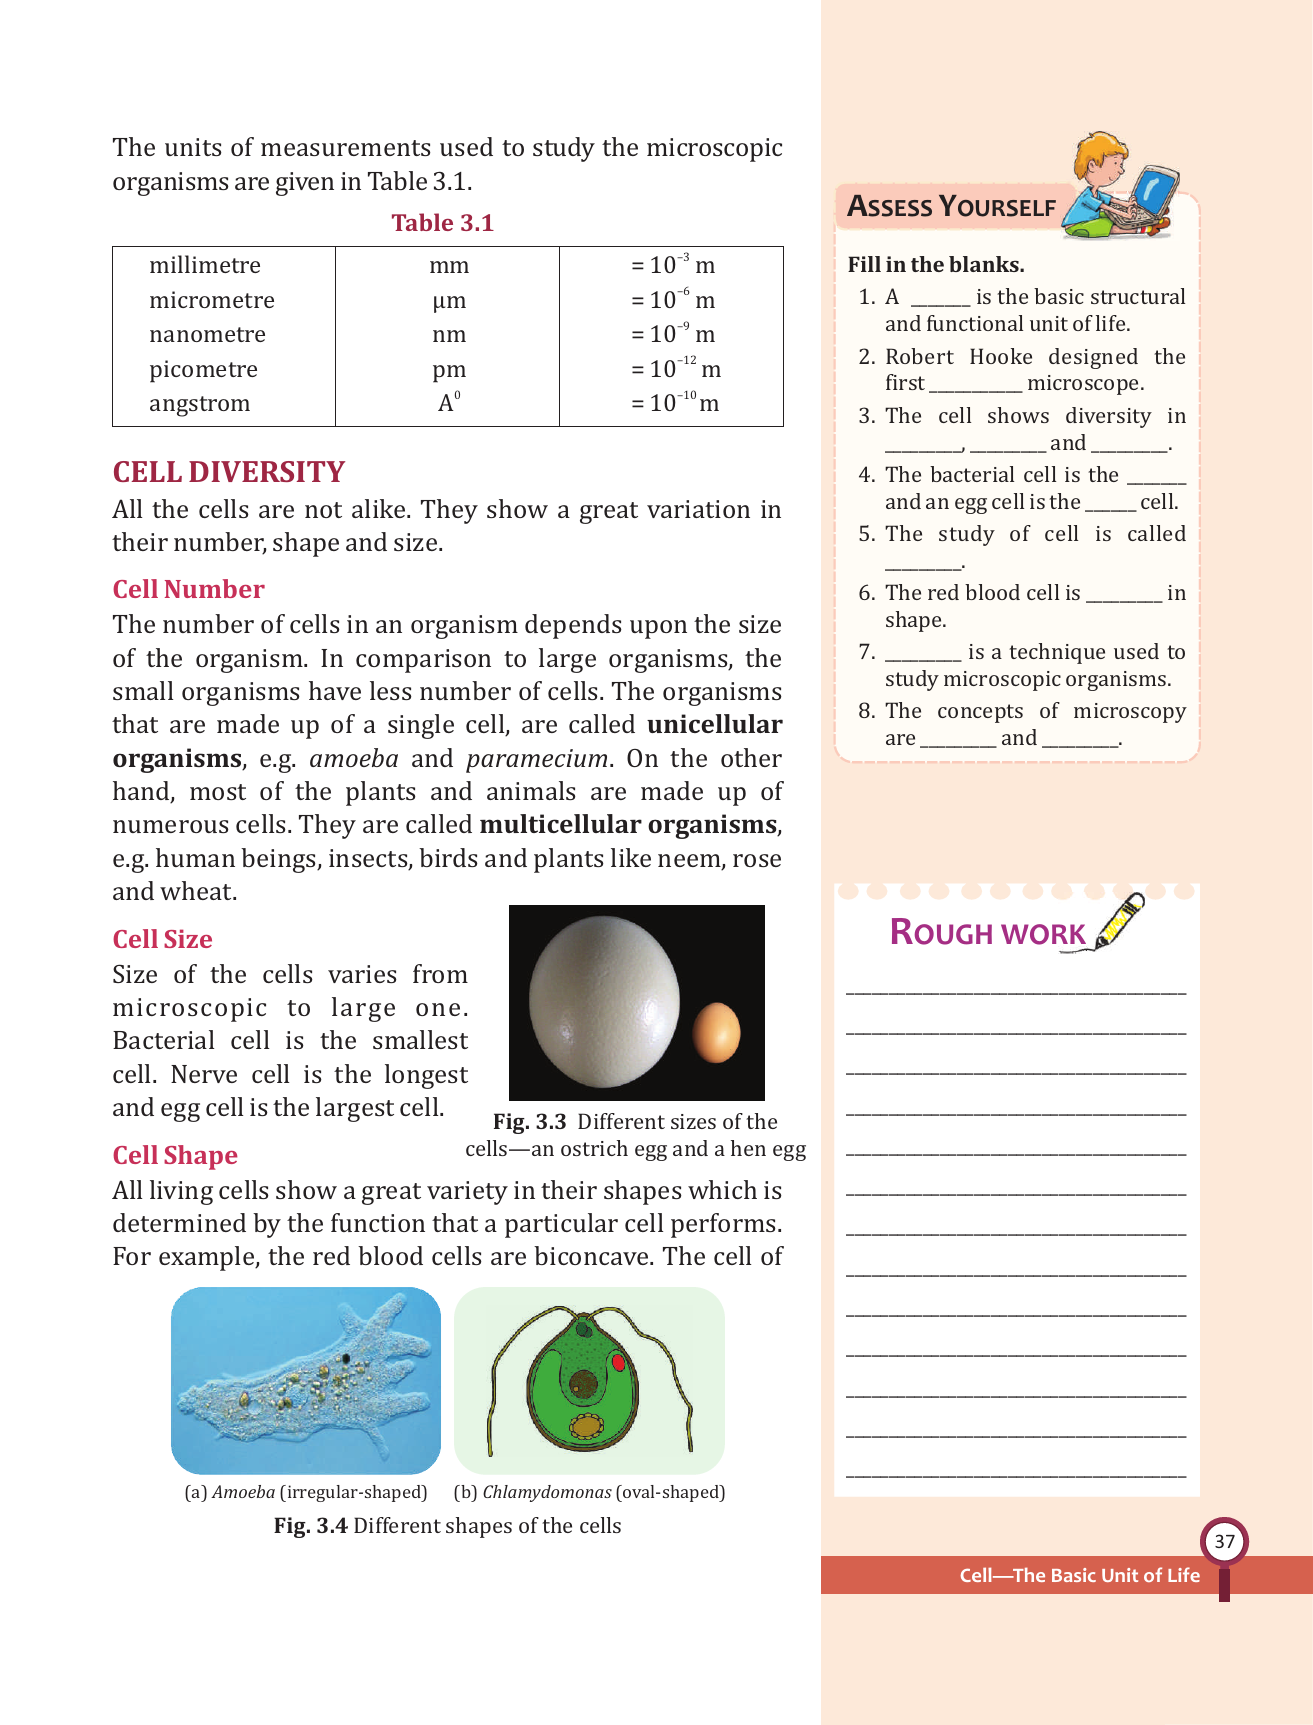 The units of measurements used to study the microscopic
organisms are given in Table 3.1.
Table 3.1
millimetre mm = 10⁻³ m
micrometre µm = 10⁻⁶ m
nanometre nm = 10⁻⁹ m
picometre pm = 10⁻¹² m
angstrom A⁰ = 10⁻¹⁰ m
CELL DIVERSITY
All the cells are not alike. They show a great variation in
their number, shape and size.
Cell Number
The number of cells in an organism depends upon the size
of the organism. In comparison to large organisms, the
small organisms have less number of cells. The organisms
that are made up of a single cell, are called unicellular
organisms, e.g. amoeba and paramecium. On the other
hand, most of the plants and animals are made up of
numerous cells. They are called multicellular organisms,
e.g. human beings, insects, birds and plants like neem, rose
and wheat.
Cell Size
Size of the cells varies from
microscopic to large one.
Bacterial cell is the smallest
cell. Nerve cell is the longest
and egg cell is the largest cell.
Fig. 3.3 Different sizes of the
cells—an ostrich egg and a hen egg
Cell Shape
All living cells show a great variety in their shapes which is
determined by the function that a particular cell performs.
For example, the red blood cells are biconcave. The cell of
(a) Amoeba (irregular-shaped) (b) Chlamydomonas (oval-shaped)
Fig. 3.4 Different shapes of the cells
ASSESS YOURSELF
Fill in the blanks.
1. A _______ is the basic structural
and functional unit of life.
2. Robert Hooke designed the
first ___________ microscope.
3. The cell shows diversity in
_________, _________ and _________.
4. The bacterial cell is the _______
and an egg cell is the ______ cell.
5. The study of cell is called
_________.
6. The red blood cell is _________ in
shape.
7. _________ is a technique used to
study microscopic organisms.
8. The concepts of microscopy
are _________ and _________.
ROUGH WORK
37
Cell—The Basic Unit of Life